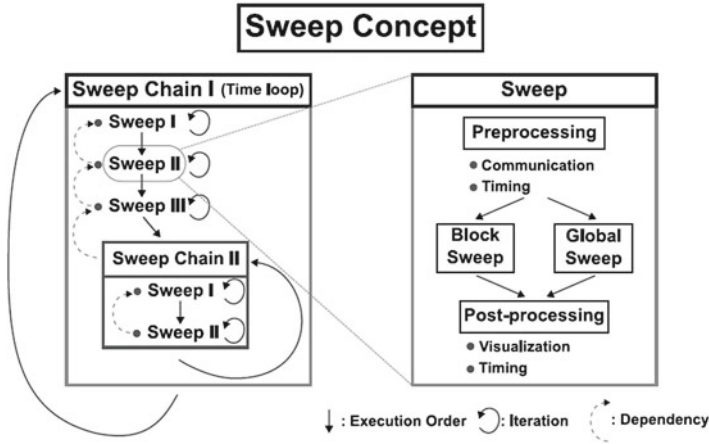 Sweep Concept
Sweep Chain I (Time loop)
Sweep I
Sweep II
Sweep III
Sweep Chain II
Sweep I
Sweep II
Sweep
Preprocessing
Communication
Timing
Block
Sweep
Global
Sweep
Post-processing
Visualization
Timing
: Execution Order
: Iteration
: Dependency